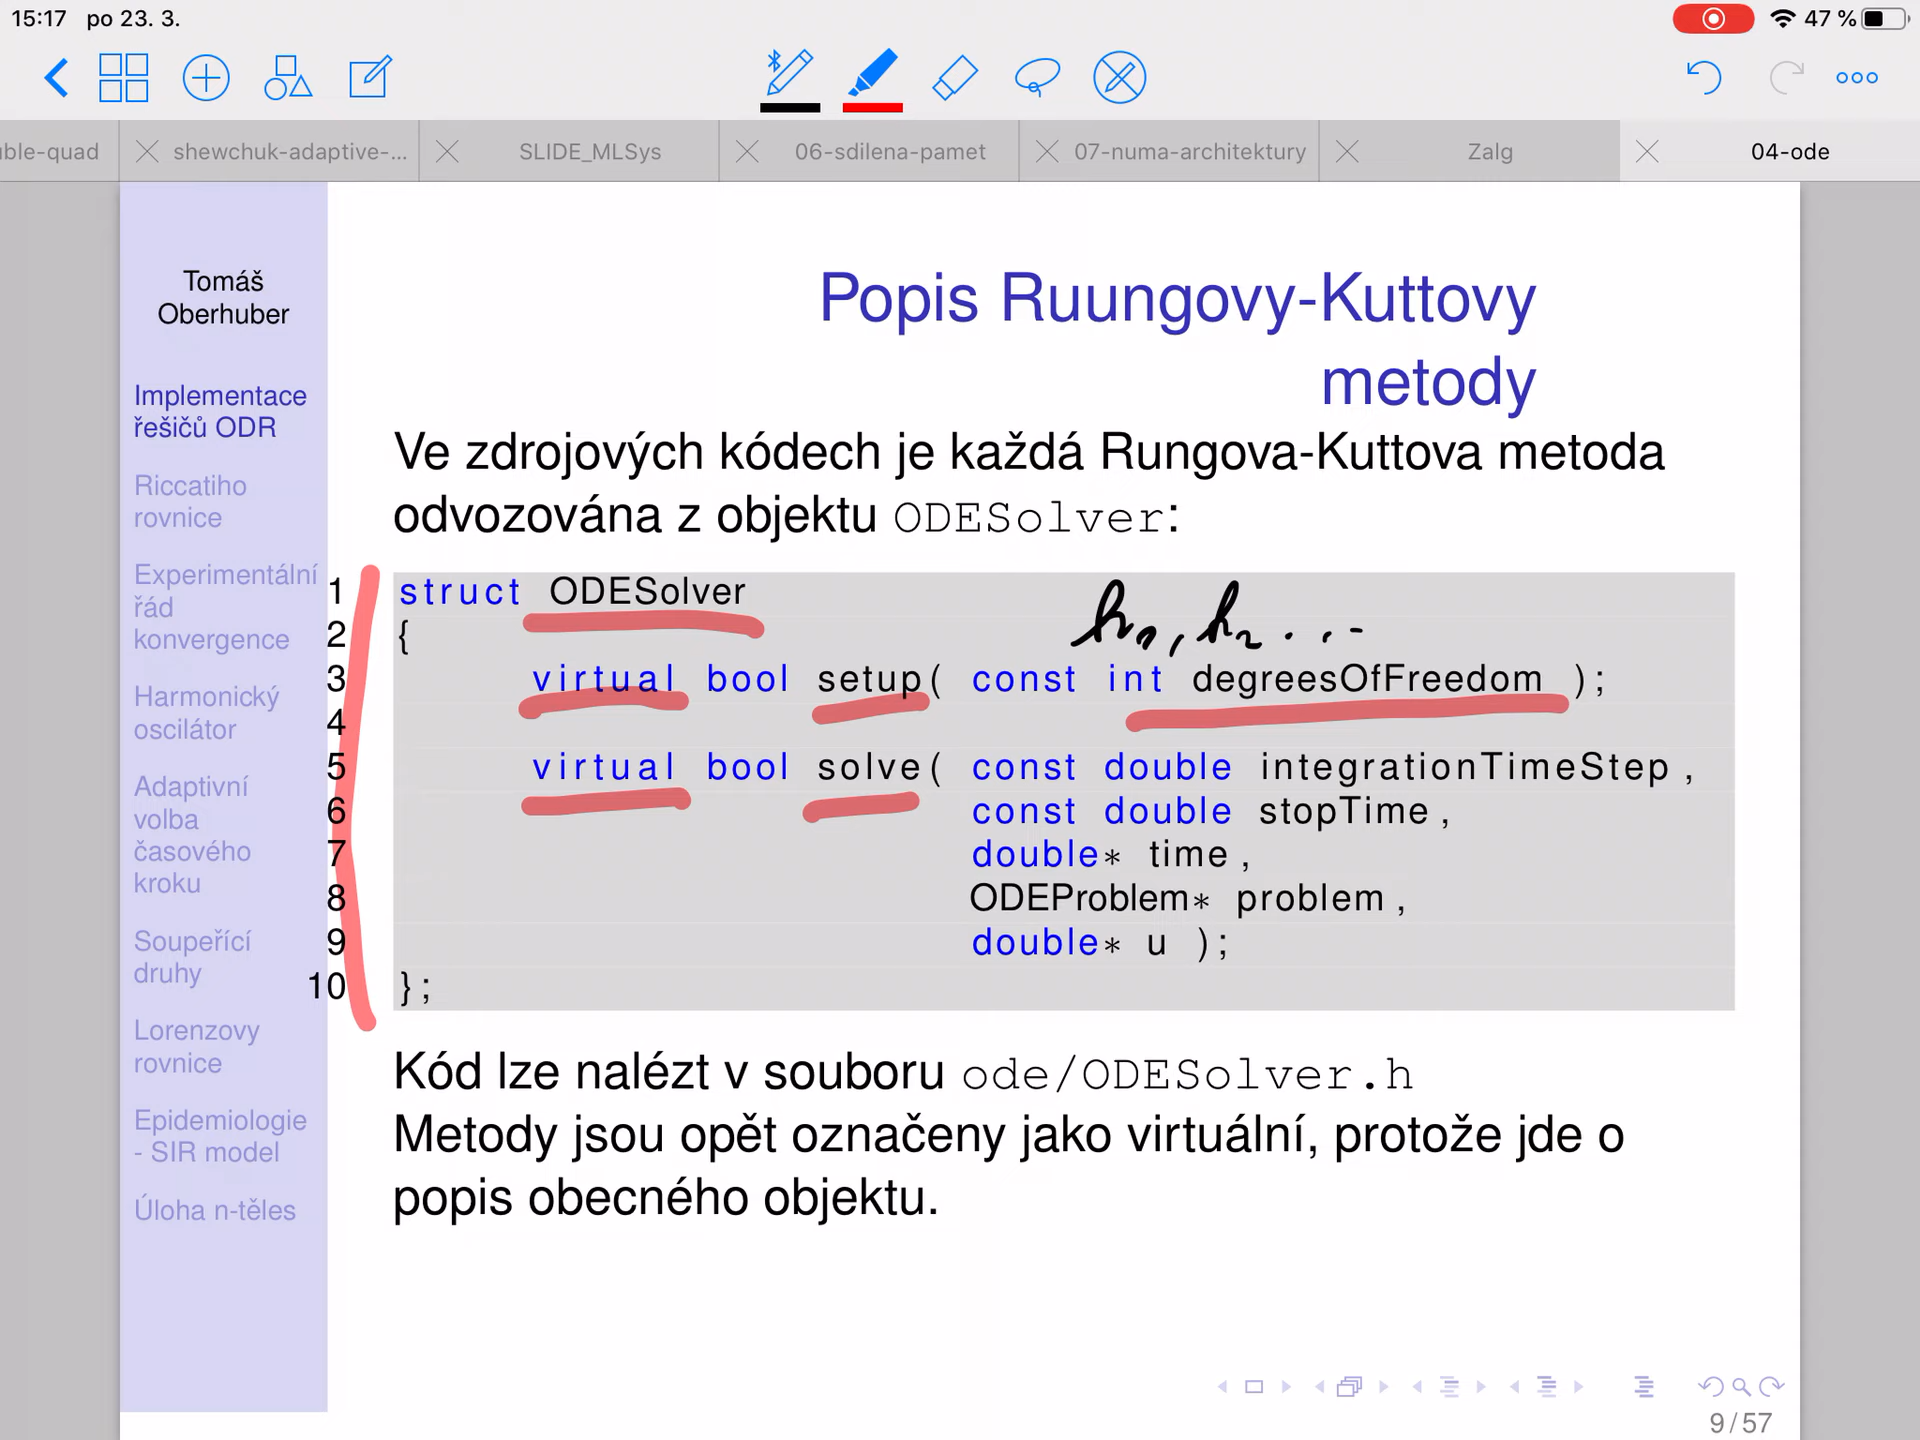 15:17 po 23. 3.
47 %
ble-quad
shewchuk-adaptive-...
SLIDE_MLSys
06-sdilena-pamet
07-numa-architektury
Zalg
04-ode
Tomáš
Oberhuber
Implementace
řešičů ODR
Riccatiho
rovnice
Experimentální
řád
konvergence
Harmonický
oscilátor
Adaptivní
volba
časového
kroku
Soupeřící
druhy
Lorenzovy
rovnice
Epidemiologie
- SIR model
Úloha n-těles
Popis Ruungovy-Kuttovy
metody
Ve zdrojových kódech je každá Rungova-Kuttova metoda
odvozována z objektu ODESolver:
1 struct ODESolver
h₁, h₂ ...
2 {
3 virtual bool setup( const int degreesOfFreedom );
4
5 virtual bool solve( const double integrationTimeStep,
6 const double stopTime,
7 double* time,
8 ODEProblem* problem,
9 double* u );
10 };
Kód lze nalézt v souboru ode/ODESolver.h
Metody jsou opět označeny jako virtuální, protože jde o
popis obecného objektu.
9 / 57